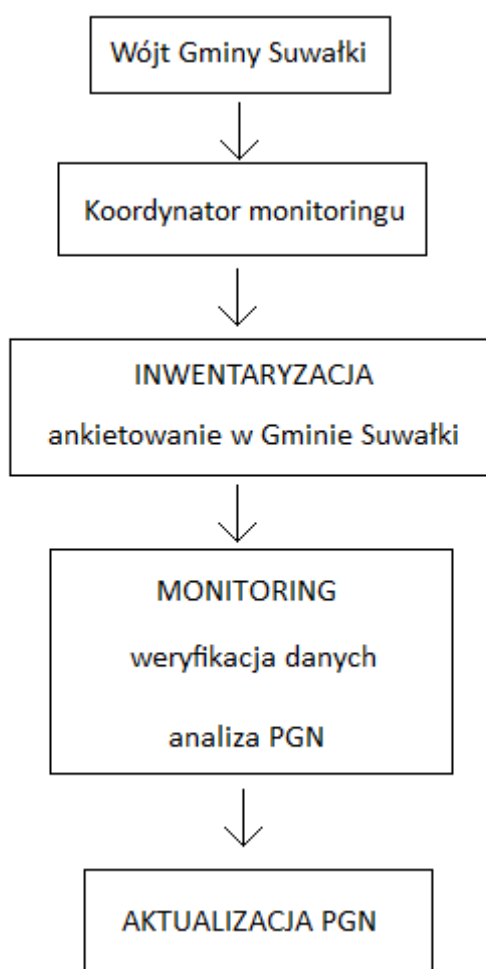 Wójt Gminy Suwałki
Koordynator monitoringu
INWENTARYZACJA
ankietowanie w Gminie Suwałki
MONITORING
weryfikacja danych
analiza PGN
AKTUALIZACJA PGN